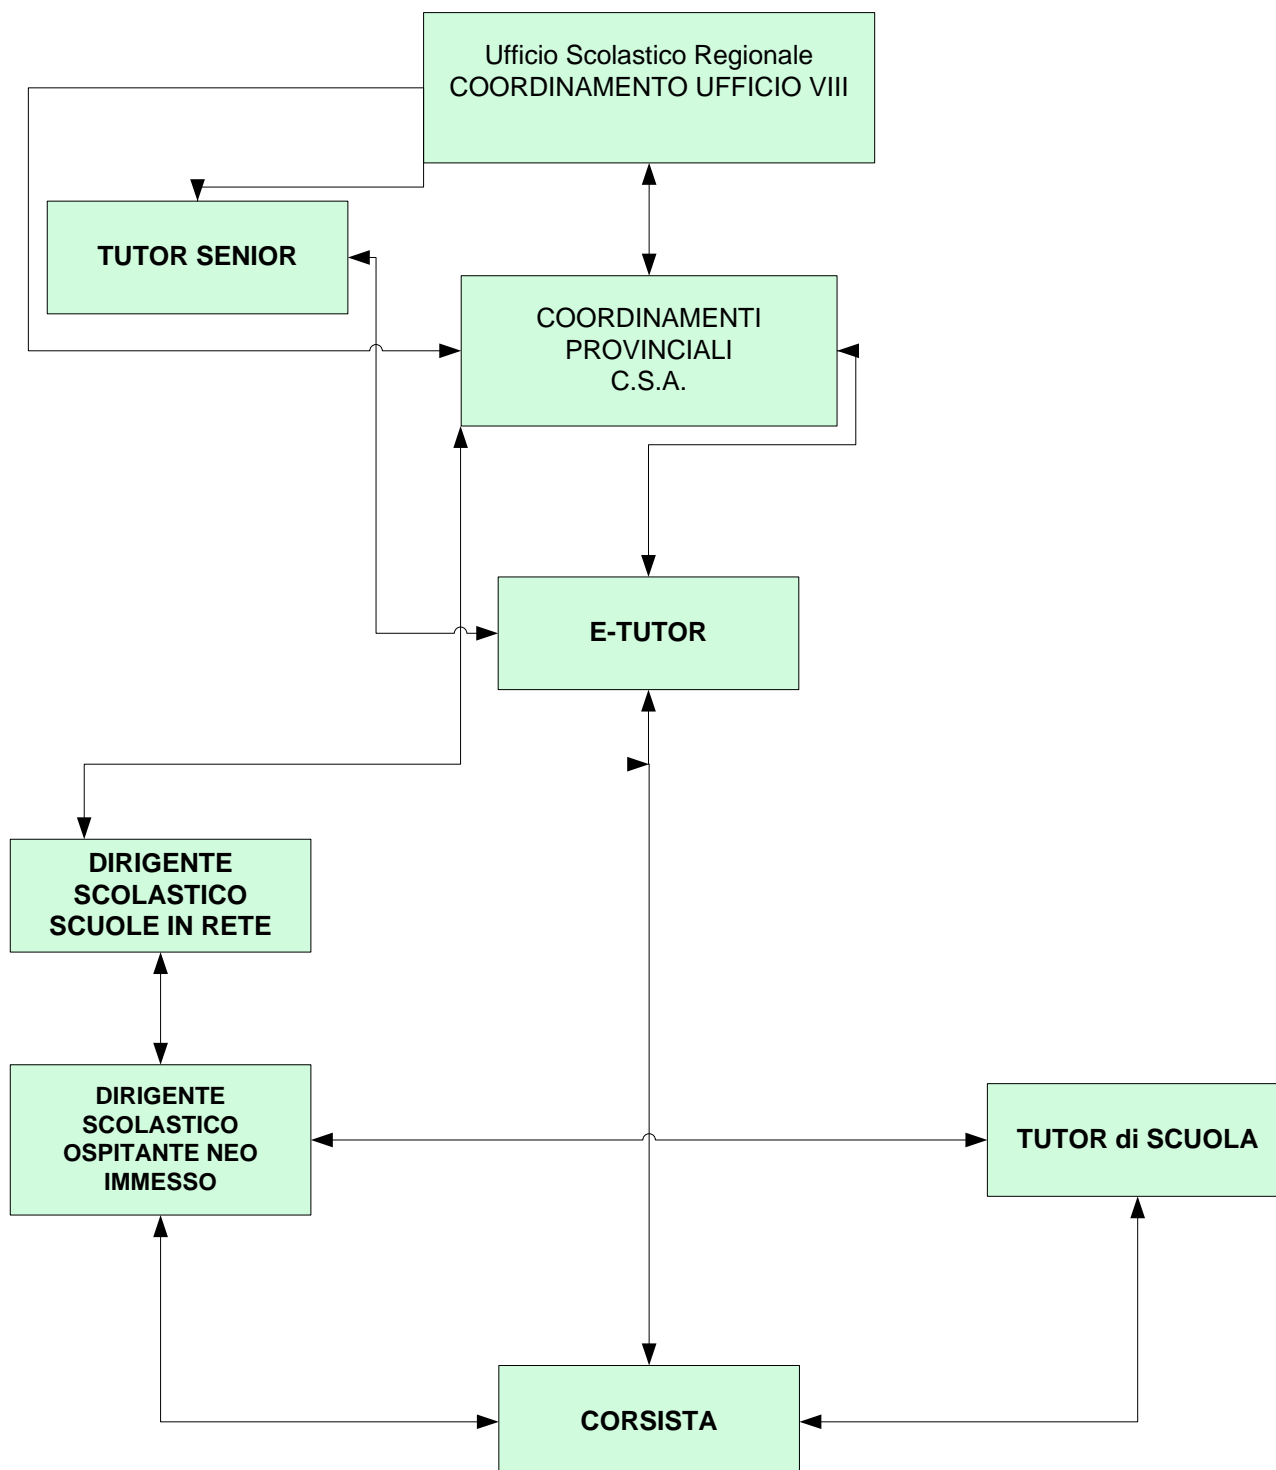 Ufficio Scolastico Regionale
COORDINAMENTO UFFICIO VIII
TUTOR SENIOR
COORDINAMENTI
PROVINCIALI
C.S.A.
E-TUTOR
DIRIGENTE
SCOLASTICO
SCUOLE IN RETE
DIRIGENTE
SCOLASTICO
OSPITANTE NEO
IMMESSO
TUTOR di SCUOLA
CORSISTA